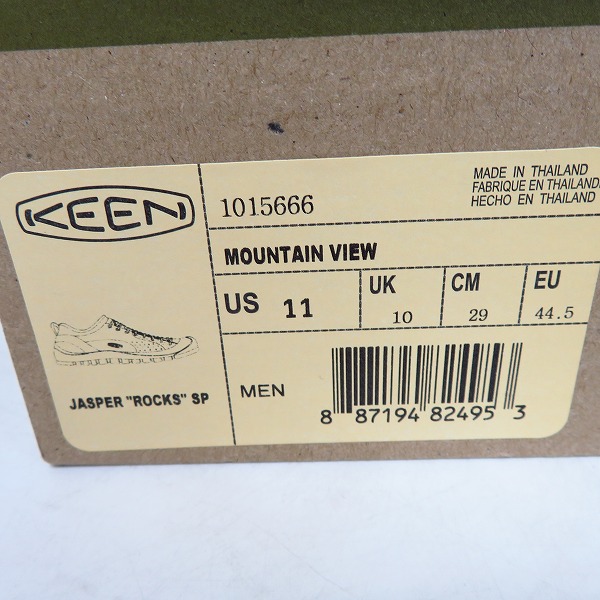 KEEN
1015666
MADE IN THAILAND
FABRIQUE EN THAILANDE
HECHO EN THAILAND
MOUNTAIN VIEW
US 11
UK 10
CM 29
EU 44.5
JASPER "ROCKS" SP
MEN
8 87194 82495 3